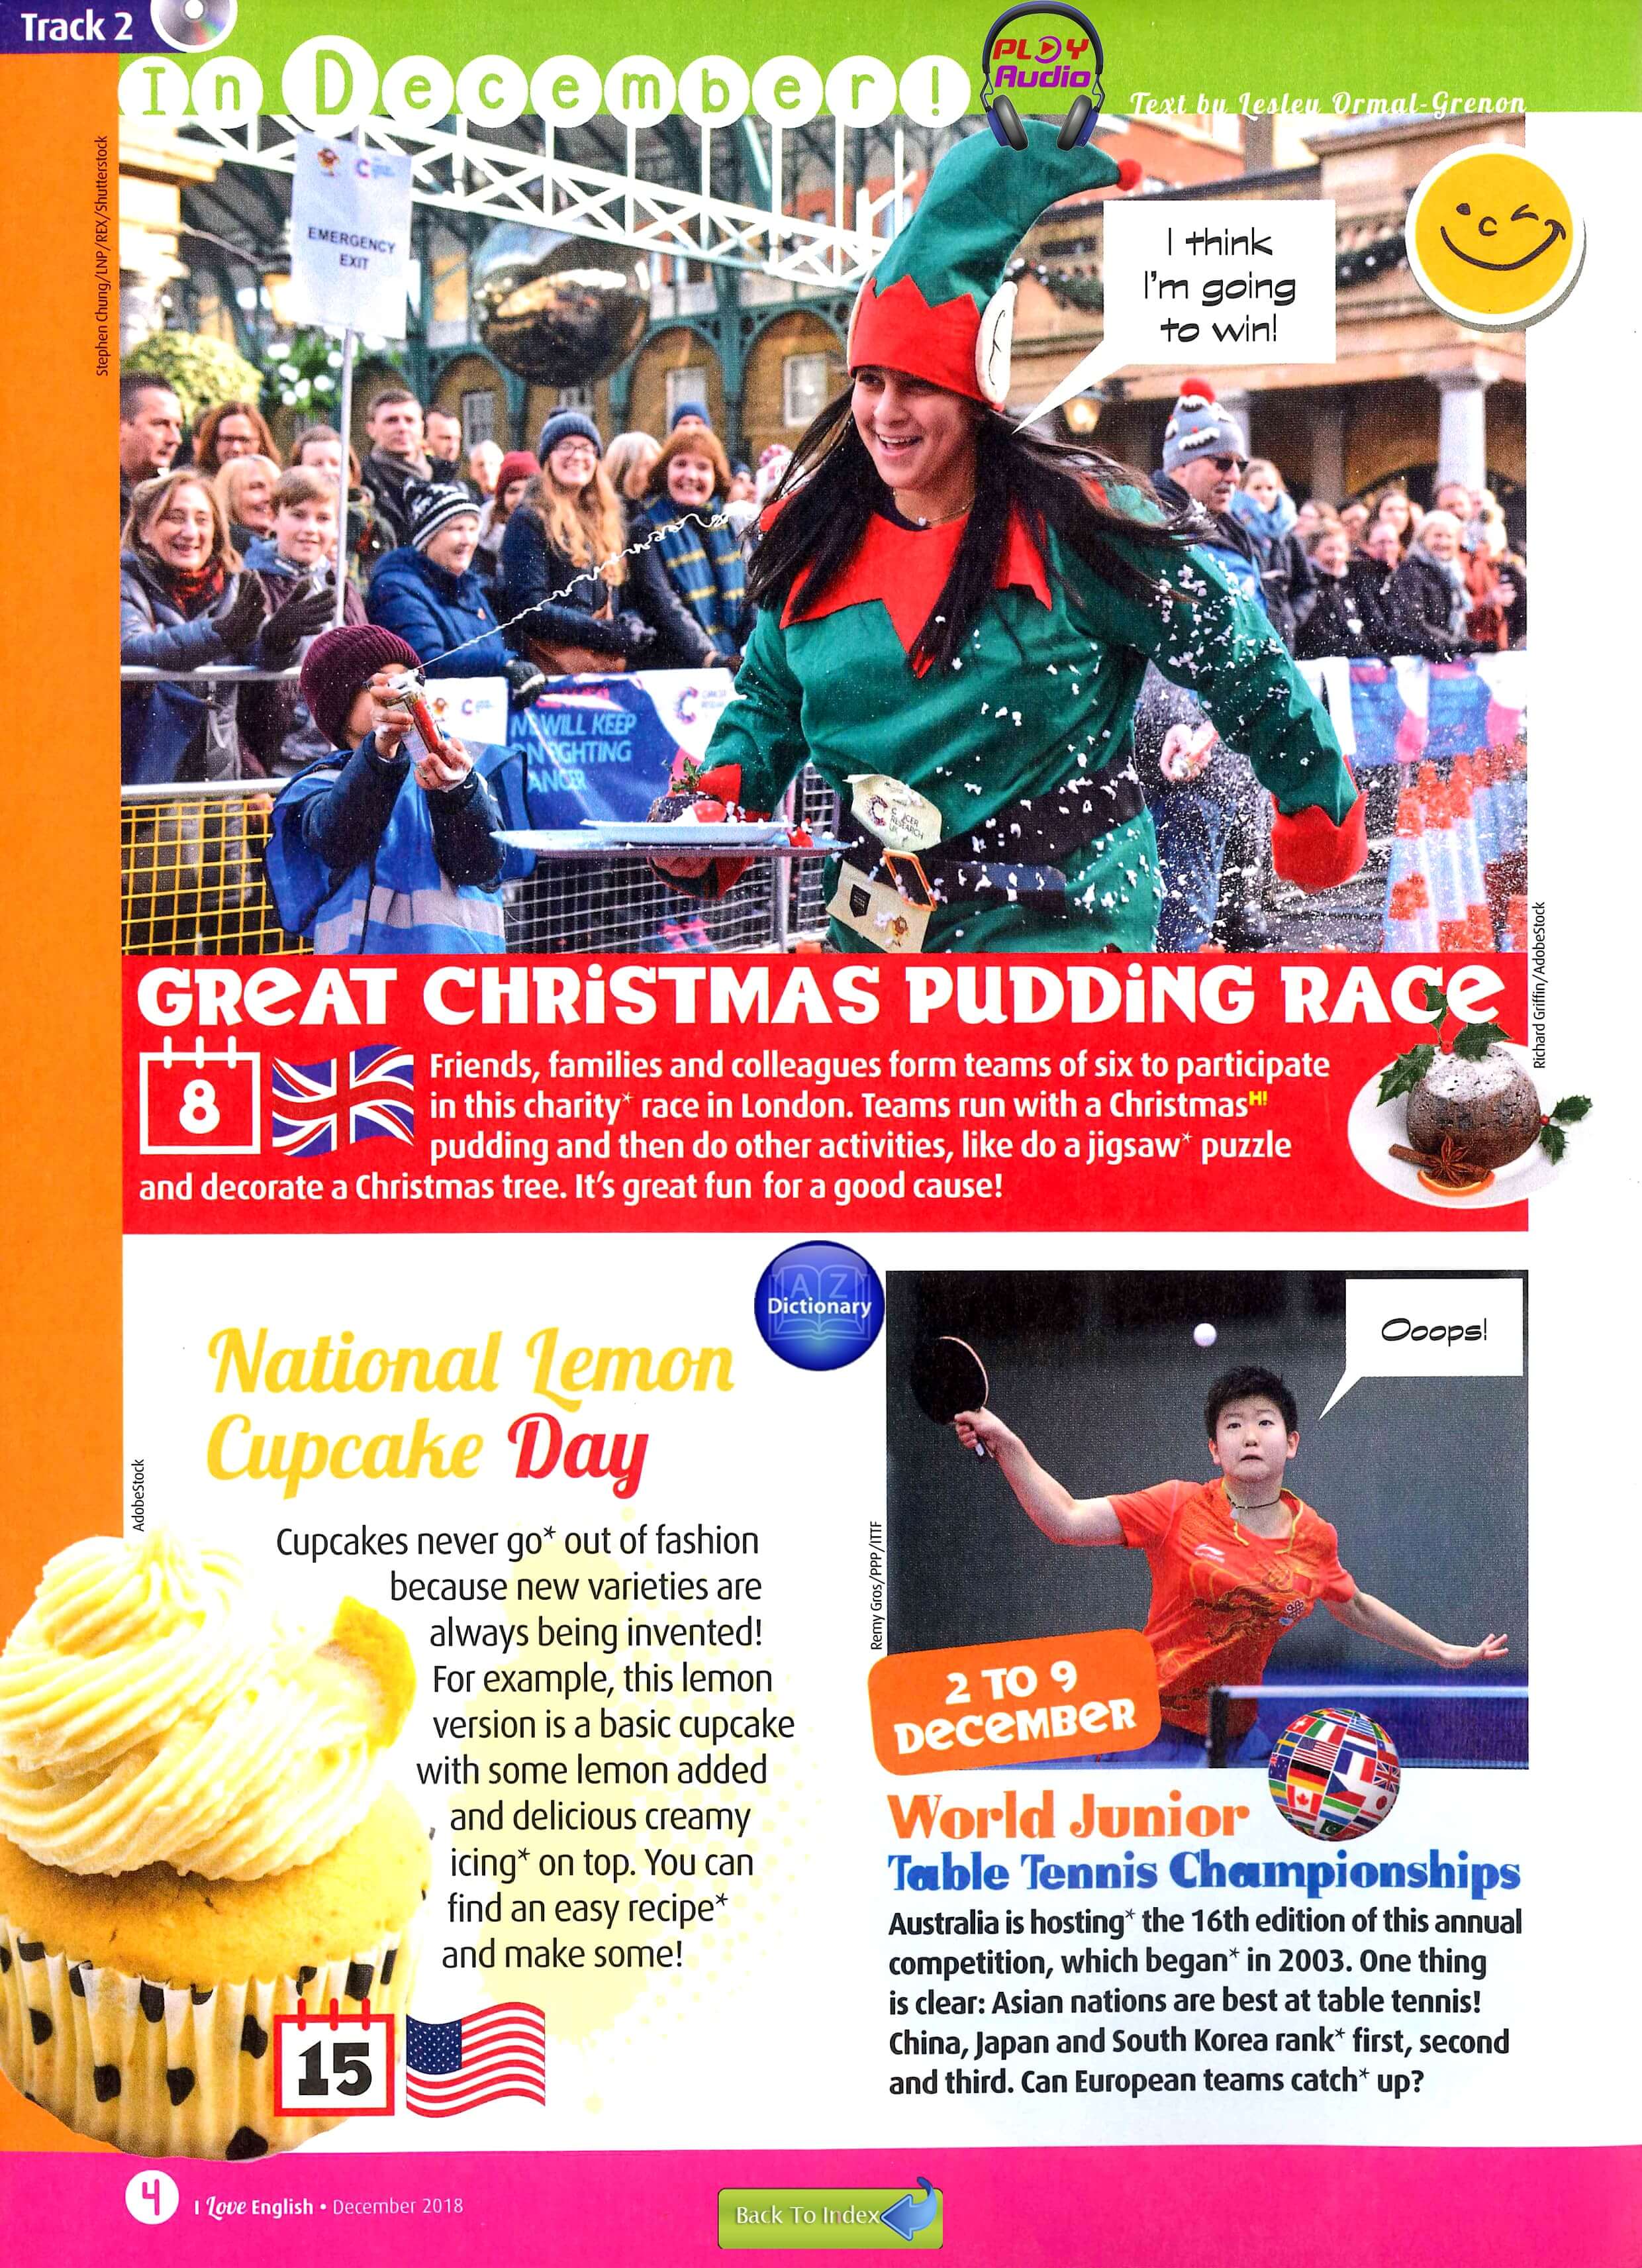 Track 2
In December!
PLAY
Audio
Text by Lesley Ormal-Grenon
Stephen Chung/LNP/REX/Shutterstock
EMERGENCY
EXIT
I think
I'm going
to win!
WILL KEEP
GHTING
ANCER
CANCER
RESEARCH
UK
GREAT CHRISTMAS PUDDING RACE
8
Friends, families and colleagues form teams of six to participate
in this charity* race in London. Teams run with a Christmas H!
pudding and then do other activities, like do a jigsaw* puzzle
and decorate a Christmas tree. It's great fun for a good cause!
Richard Griffin/AdobeStock
A Z
Dictionary
National Lemon
Cupcake Day
AdobeStock
Cupcakes never go* out of fashion
because new varieties are
always being invented!
For example, this lemon
version is a basic cupcake
with some lemon added
and delicious creamy
icing* on top. You can
find an easy recipe*
and make some!
15
Ooops!
Remy Gros/PPP/ITTF
2 TO 9
DECEMBER
World Junior
Table Tennis Championships
Australia is hosting* the 16th edition of this annual
competition, which began* in 2003. One thing
is clear: Asian nations are best at table tennis!
China, Japan and South Korea rank* first, second
and third. Can European teams catch* up?
4
I Love English • December 2018
Back To Index